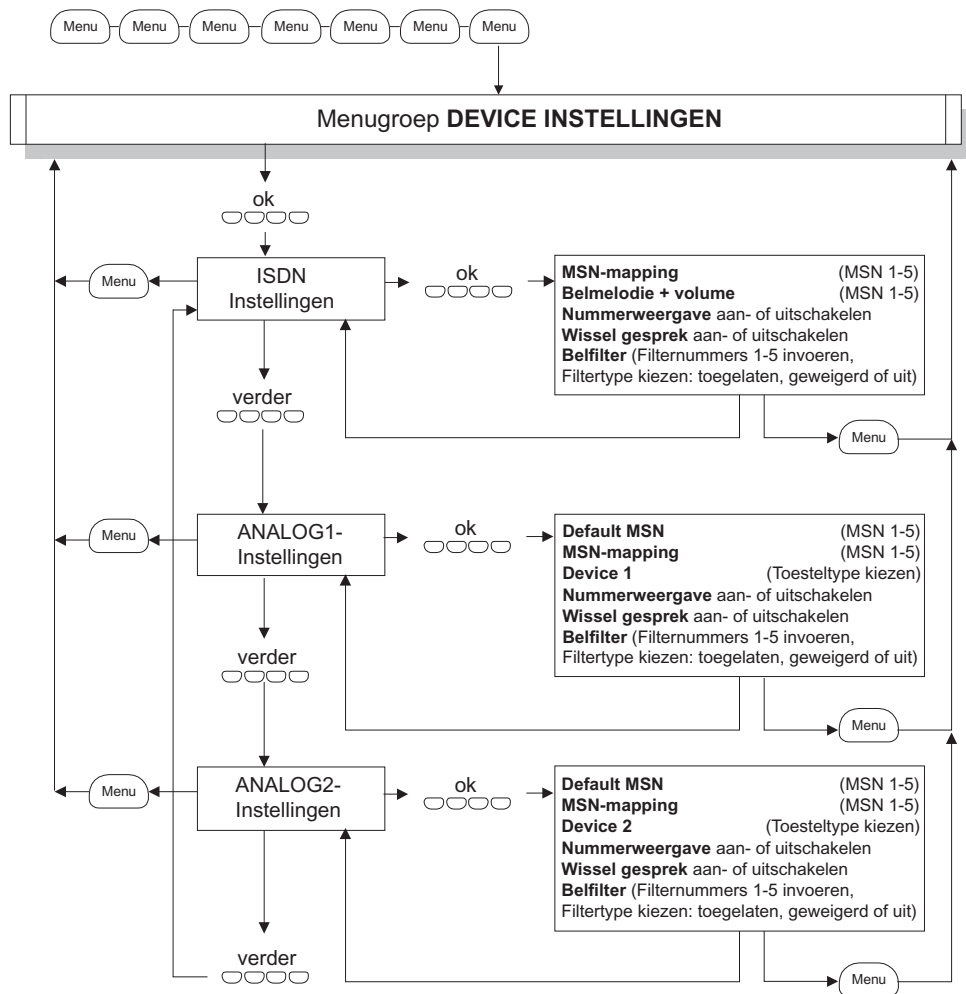 Menu Menu Menu Menu Menu Menu Menu
Menugroep DEVICE INSTELLINGEN
ok
Menu
ISDN
Instellingen
ok
MSN-mapping (MSN 1-5)
Belmelodie + volume (MSN 1-5)
Nummerweergave aan- of uitschakelen
Wissel gesprek aan- of uitschakelen
Belfilter (Filternummers 1-5 invoeren,
Filtertype kiezen: toegelaten, geweigerd of uit)
verder
Menu
Menu
ANALOG1-
Instellingen
ok
Default MSN (MSN 1-5)
MSN-mapping (MSN 1-5)
Device 1 (Toesteltype kiezen)
Nummerweergave aan- of uitschakelen
Wissel gesprek aan- of uitschakelen
Belfilter (Filternummers 1-5 invoeren,
Filtertype kiezen: toegelaten, geweigerd of uit)
verder
Menu
Menu
ANALOG2-
Instellingen
ok
Default MSN (MSN 1-5)
MSN-mapping (MSN 1-5)
Device 2 (Toesteltype kiezen)
Nummerweergave aan- of uitschakelen
Wissel gesprek aan- of uitschakelen
Belfilter (Filternummers 1-5 invoeren,
Filtertype kiezen: toegelaten, geweigerd of uit)
verder
Menu